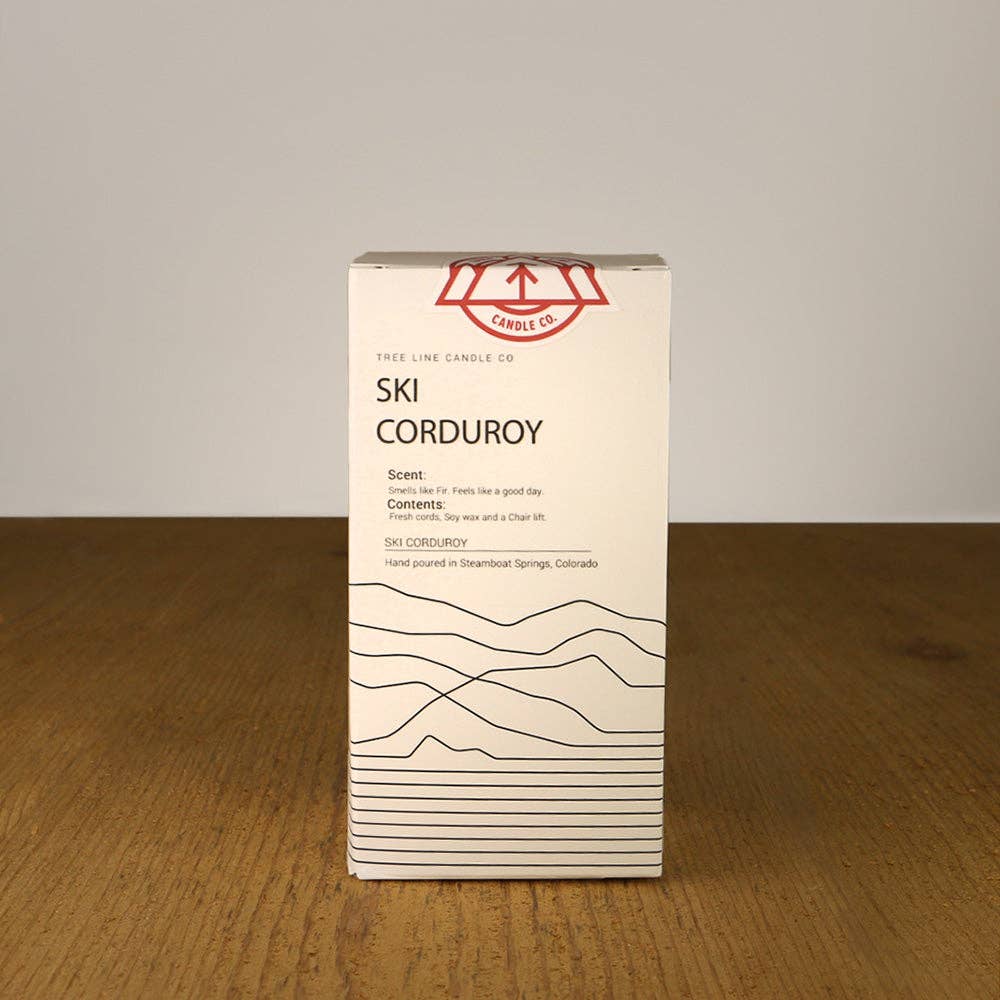 CANDLE CO.
TREE LINE CANDLE CO
SKI
CORDUROY
Scent:
Smells like Fir. Feels like a good day.
Contents:
Fresh cords, Soy wax and a Chair lift.
SKI CORDUROY
Hand poured in Steamboat Springs, Colorado